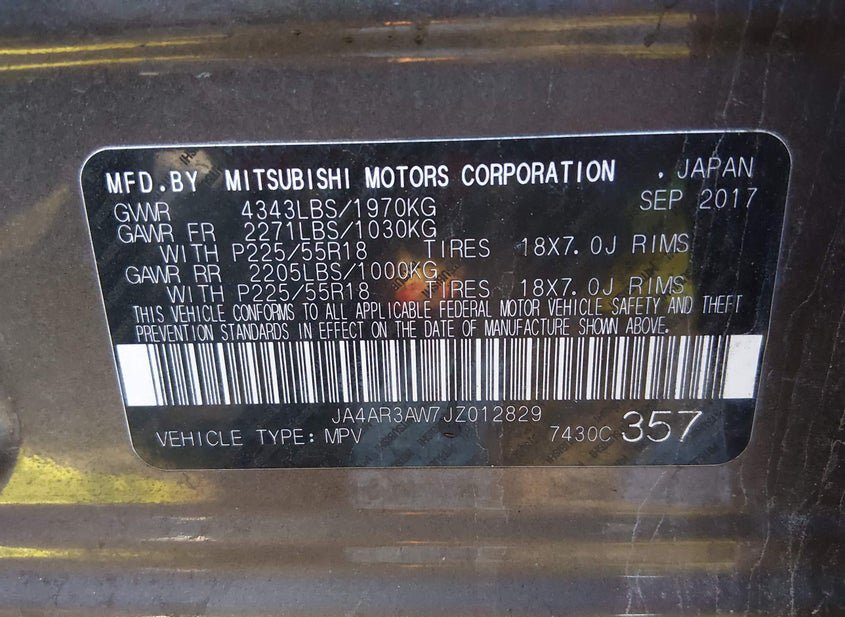 MFD.BY MITSUBISHI MOTORS CORPORATION . JAPAN
GVWR 4343LBS/1970KG SEP 2017
GAWR FR 2271LBS/1030KG
WITH P225/55R18 TIRES 18X7.0J RIMS
GAWR RR 2205LBS/1000KG
WITH P225/55R18 TIRES 18X7.0J RIMS
THIS VEHICLE CONFORMS TO ALL APPLICABLE FEDERAL MOTOR VEHICLE SAFETY AND THEFT
PREVENTION STANDARDS IN EFFECT ON THE DATE OF MANUFACTURE SHOWN ABOVE.
JA4AR3AW7JZ012829
VEHICLE TYPE: MPV 7430C 357